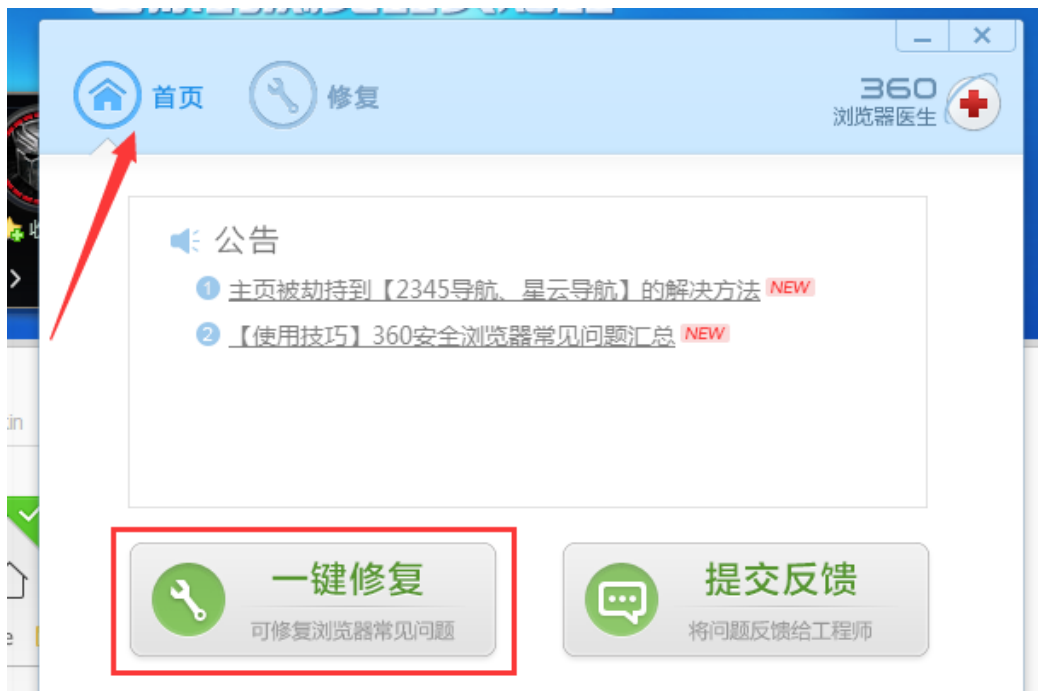 首页
修复
360
浏览器医生
公告
1 主页被劫持到【2345导航、星云导航】的解决方法 NEW
2 【使用技巧】360安全浏览器常见问题汇总 NEW
一键修复
可修复浏览器常见问题
提交反馈
将问题反馈给工程师